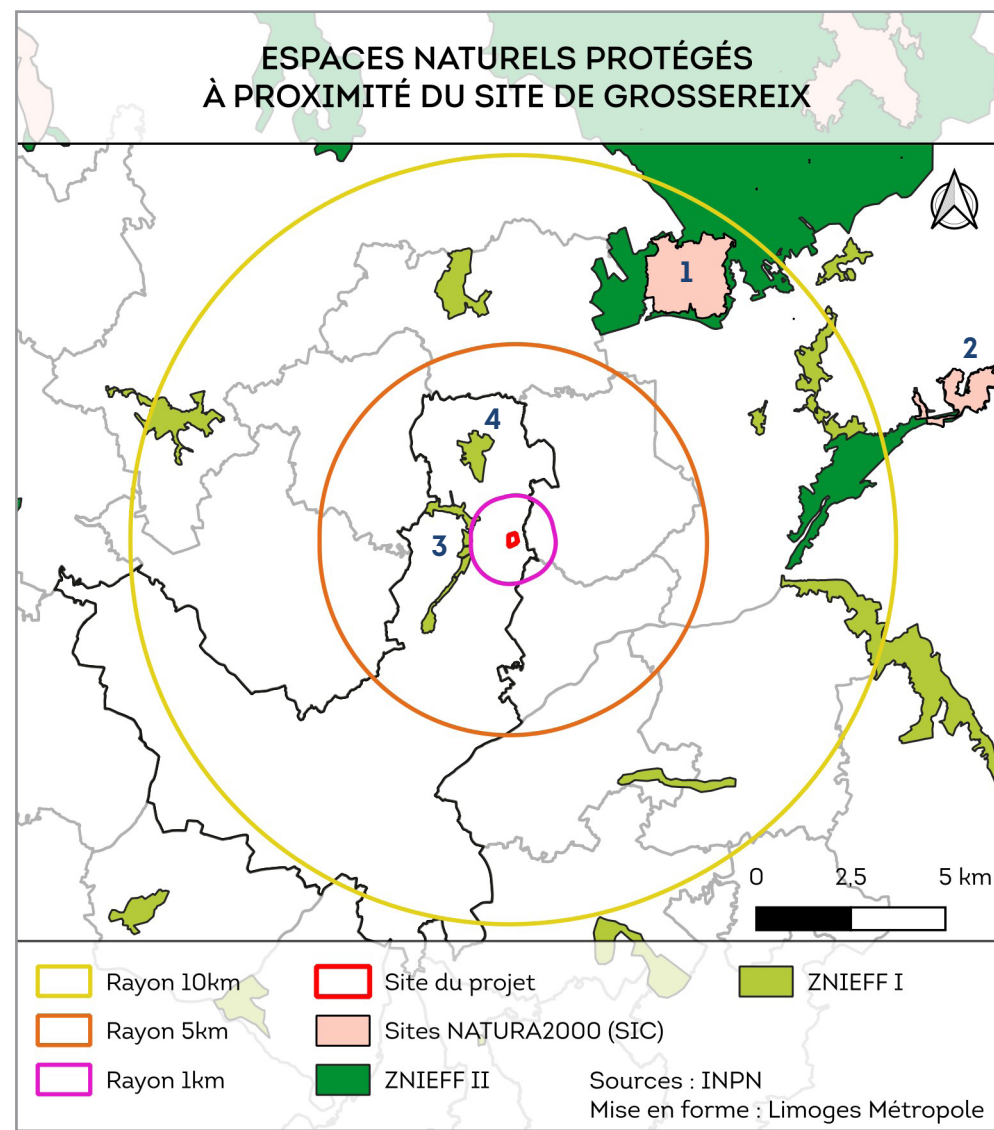 ESPACES NATURELS PROTÉGÉS
À PROXIMITÉ DU SITE DE GROSSEREIX
1
2
4
3
0 2,5 5 km
Rayon 10km
Rayon 5km
Rayon 1km
Site du projet
Sites NATURA2000 (SIC)
ZNIEFF II
ZNIEFF I
Sources : INPN
Mise en forme : Limoges Métropole